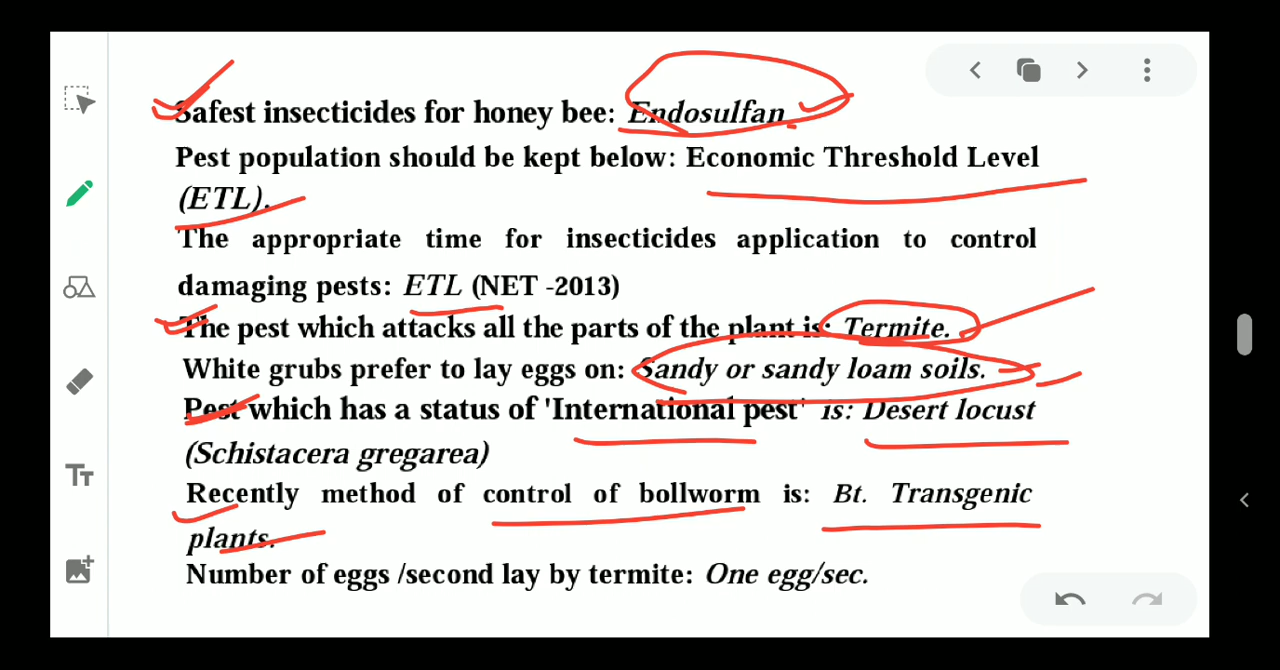 Safest insecticides for honey bee: Endosulfan.
Pest population should be kept below: Economic Threshold Level
(ETL).
The appropriate time for insecticides application to control
damaging pests: ETL (NET -2013)
The pest which attacks all the parts of the plant is: Termite.
White grubs prefer to lay eggs on: Sandy or sandy loam soils.
Pest which has a status of 'International pest' is: Desert locust
(Schistacera gregarea)
Recently method of control of bollworm is: Bt. Transgenic
plants.
Number of eggs /second lay by termite: One egg/sec.
Tт